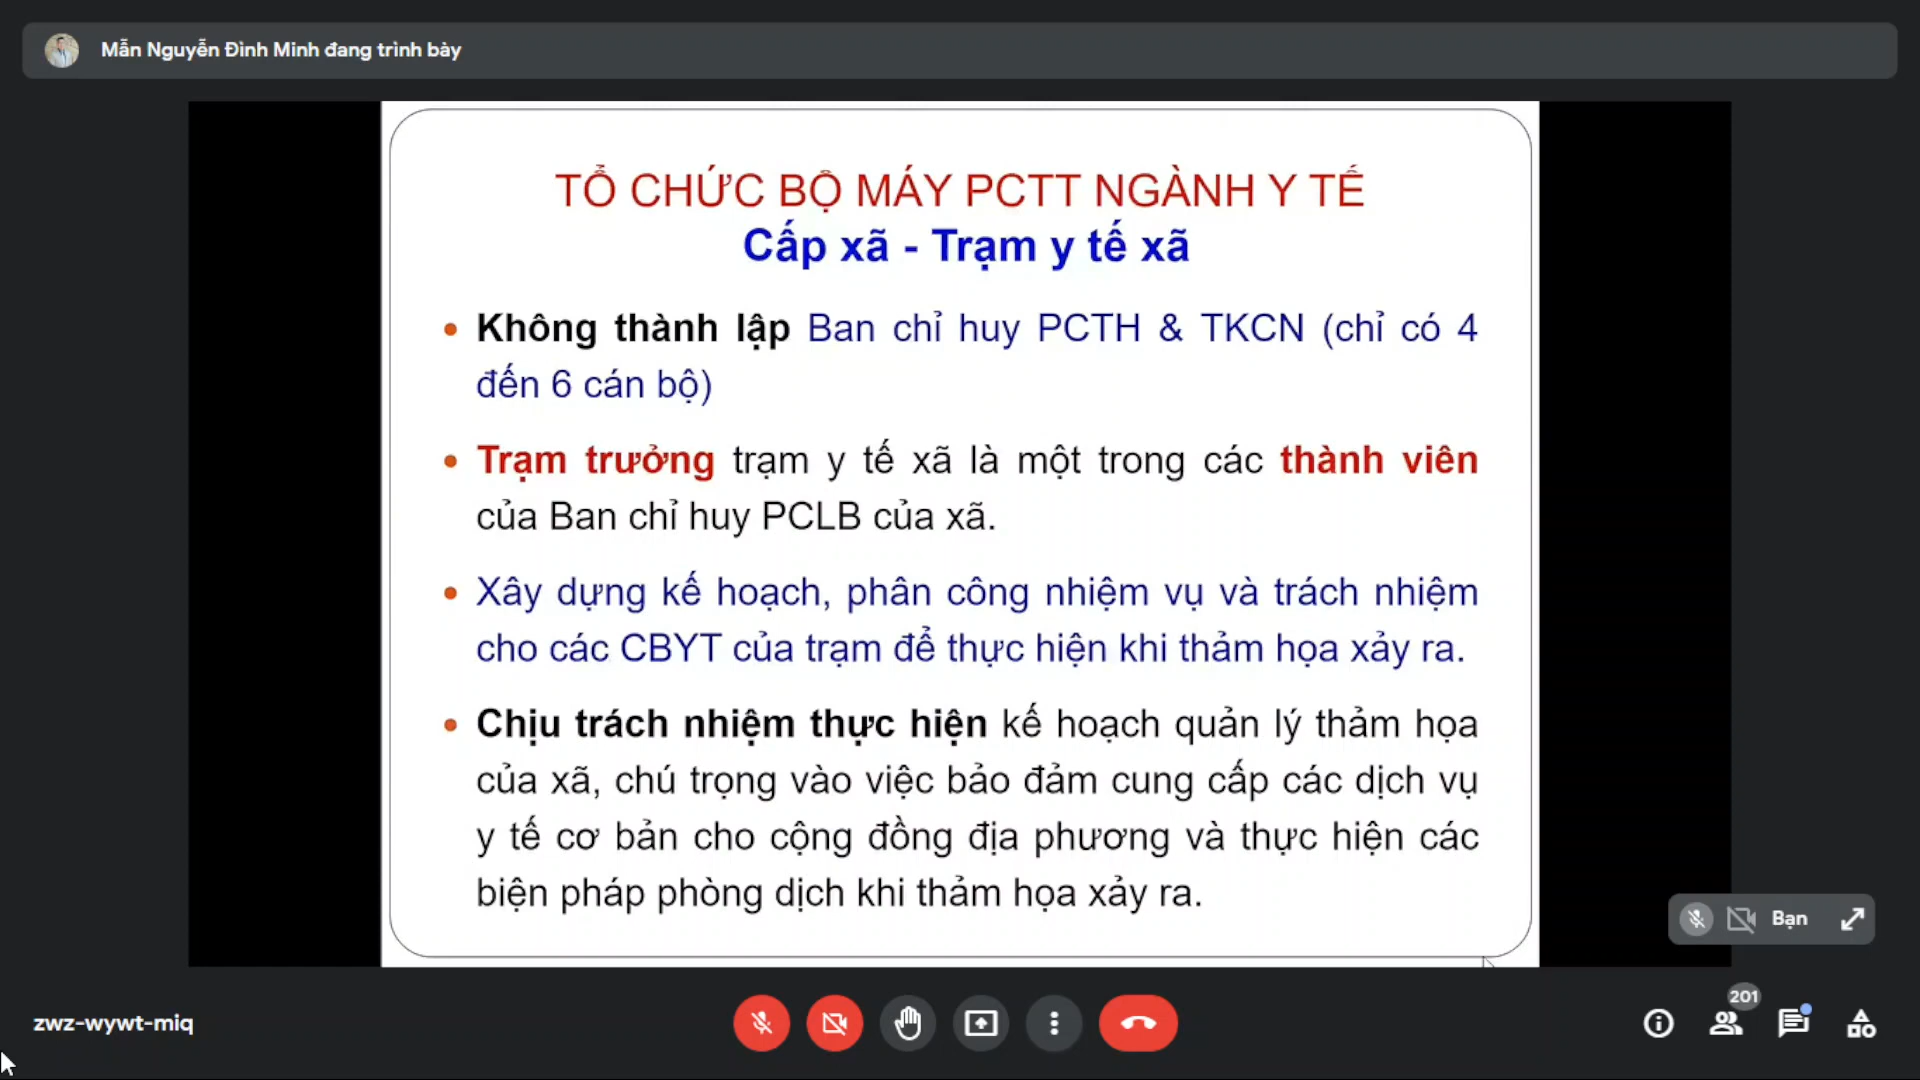 Mẫn Nguyễn Đình Minh đang trình bày
TỔ CHỨC BỘ MÁY PCTT NGÀNH Y TẾ
Cấp xã - Trạm y tế xã
• Không thành lập Ban chỉ huy PCTH & TKCN (chỉ có 4
đến 6 cán bộ)
• Trạm trưởng trạm y tế xã là một trong các thành viên
của Ban chỉ huy PCLB của xã.
• Xây dựng kế hoạch, phân công nhiệm vụ và trách nhiệm
cho các CBYT của trạm để thực hiện khi thảm họa xảy ra.
• Chịu trách nhiệm thực hiện kế hoạch quản lý thảm họa
của xã, chú trọng vào việc bảo đảm cung cấp các dịch vụ
y tế cơ bản cho cộng đồng địa phương và thực hiện các
biện pháp phòng dịch khi thảm họa xảy ra.
Bạn
201
zwz-wywt-miq